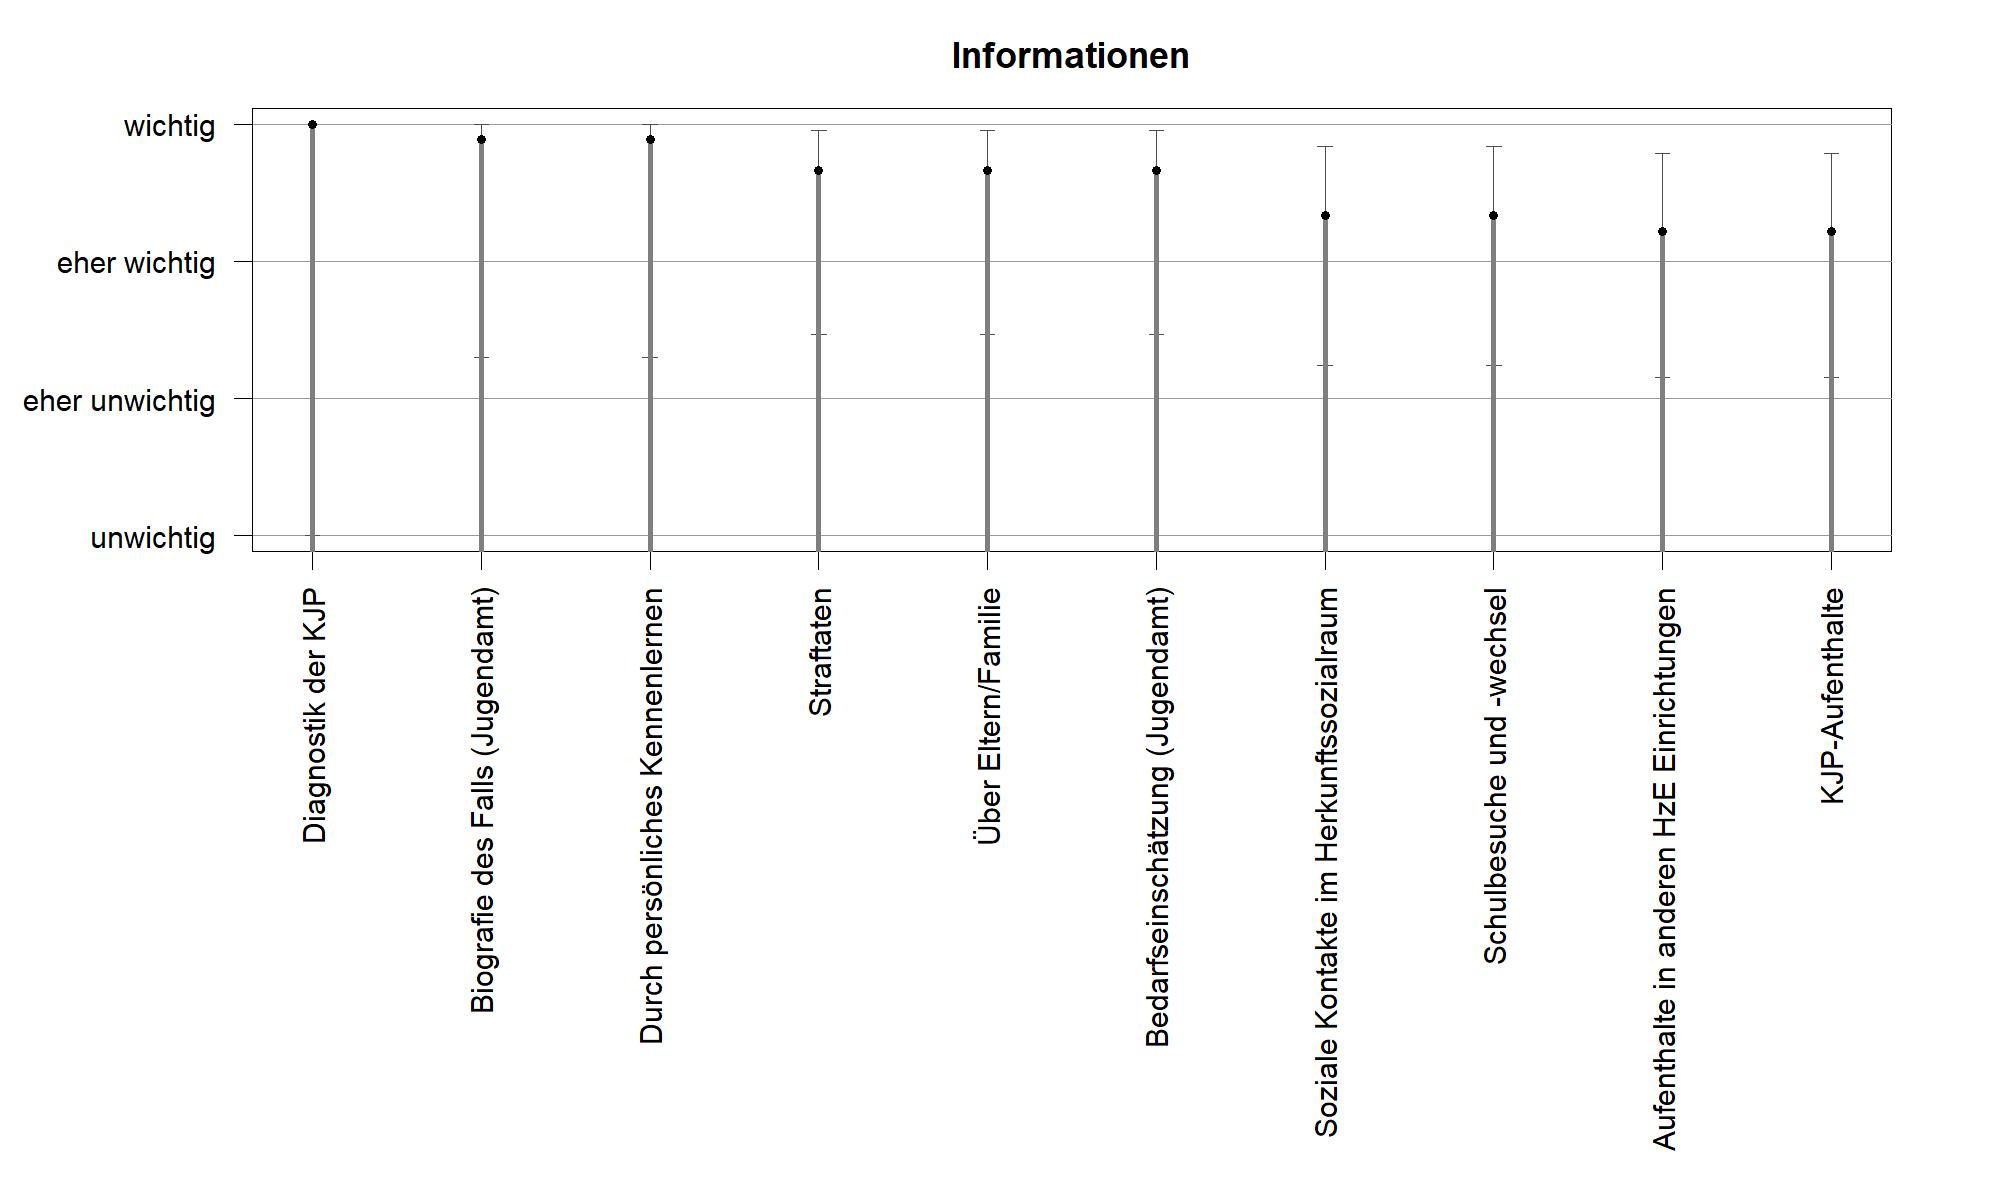 Informationen
wichtig
eher wichtig
eher unwichtig
unwichtig
Diagnostik der KJP
Biografie des Falls (Jugendamt)
Durch persönliches Kennenlernen
Straftaten
Über Eltern/Familie
Bedarfseinschätzung (Jugendamt)
Soziale Kontakte im Herkunftssozialraum
Schulbesuche und -wechsel
Aufenthalte in anderen HzE Einrichtungen
KJP-Aufenthalte